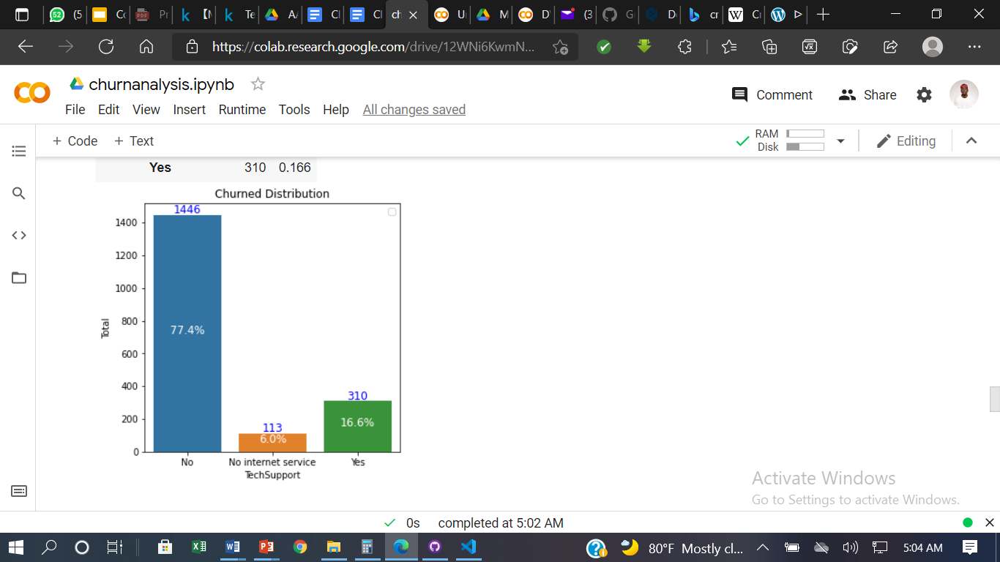 (5
Cc
Pr
[N
Te
A/
Cl
Cl
ch
Ur
M
D'
(3
G
D
cr
Ci
https://colab.research.google.com/drive/12WNi6KwmN...
churnanalysis.ipynb
Comment
Share
File Edit View Insert Runtime Tools Help All changes saved
+ Code + Text
RAM
Disk
Editing
Yes 310 0.166
Churned Distribution
1446
1400
1200
1000
800
77.4%
Total
600
400
310
200
113
16.6%
6.0%
0
No No internet service Yes
TechSupport
Activate Windows
Go to Settings to activate Windows.
0s completed at 5:02 AM
80°F Mostly cl... 5:04 AM